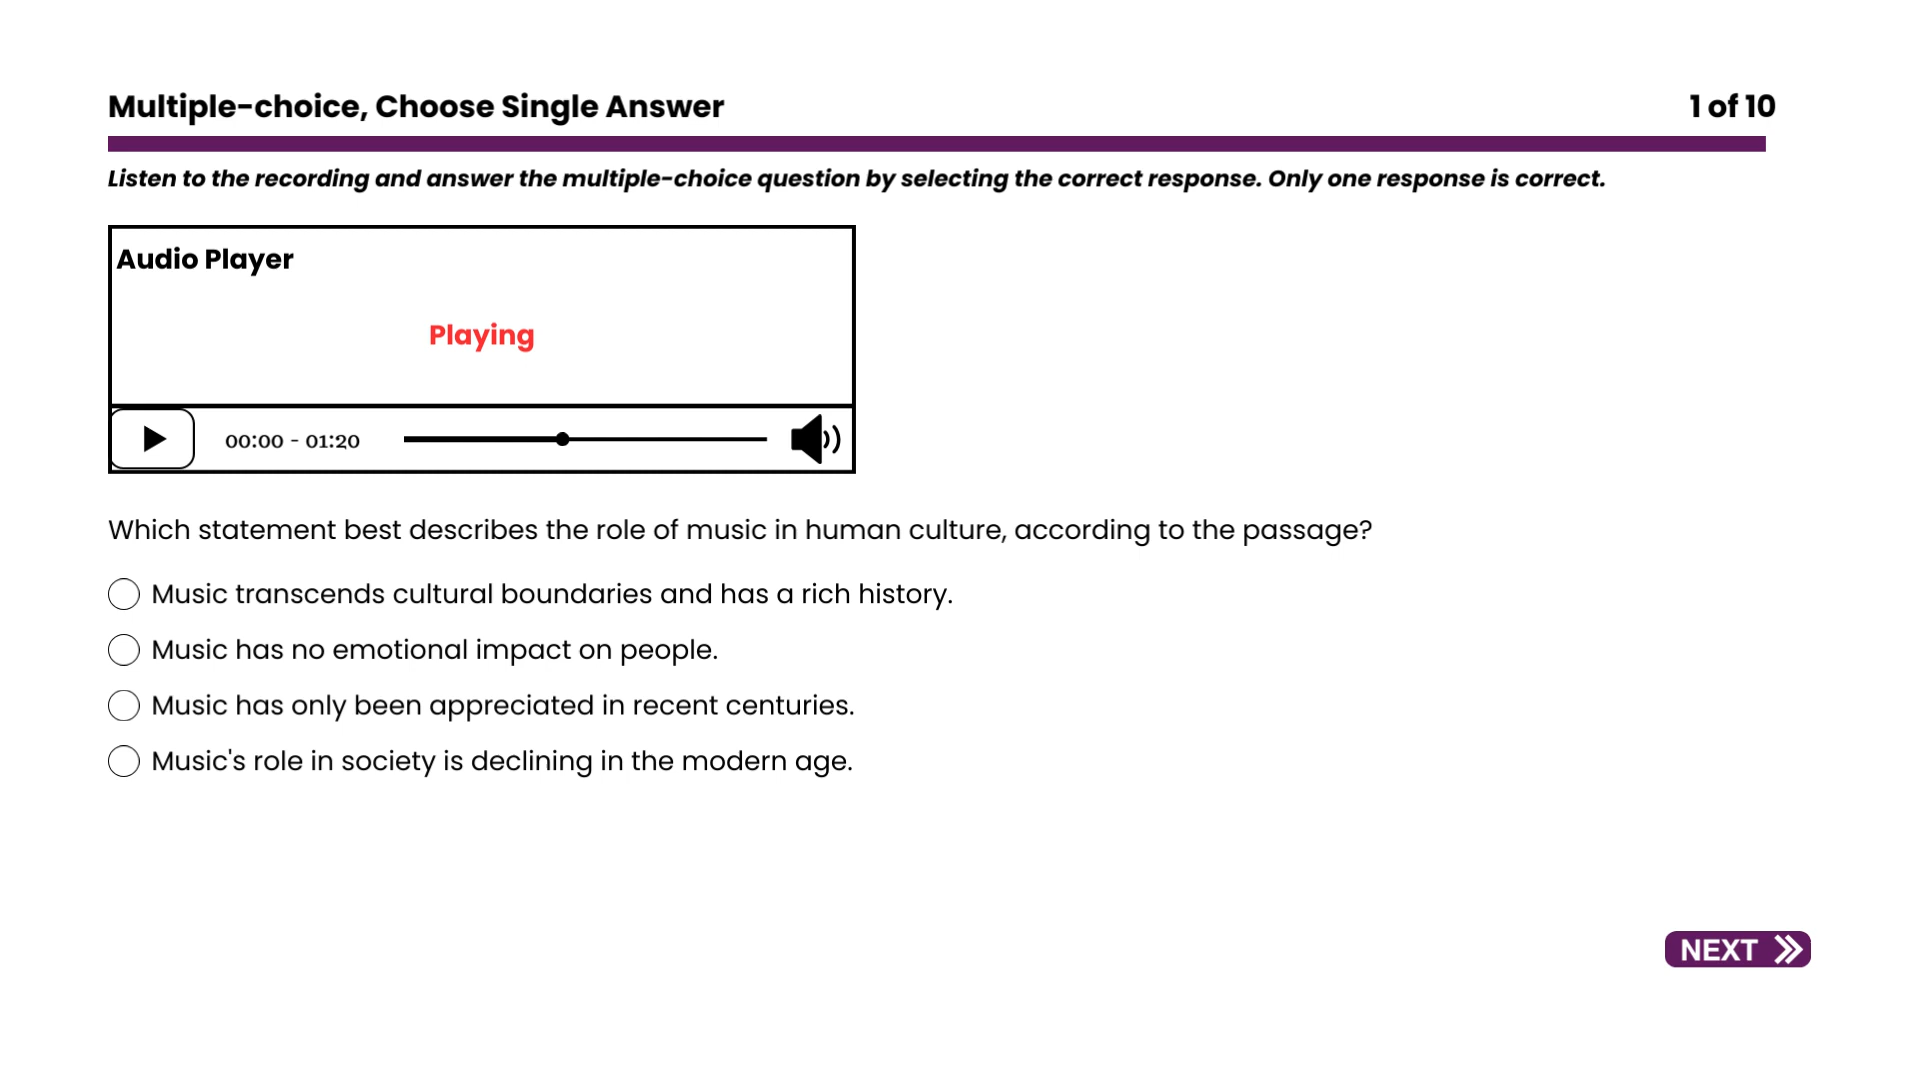 Multiple-choice, Choose Single Answer 1 of 10
Listen to the recording and answer the multiple-choice question by selecting the correct response. Only one response is correct.
Audio Player
Playing
00:00 - 01:20
Which statement best describes the role of music in human culture, according to the passage?
Music transcends cultural boundaries and has a rich history.
Music has no emotional impact on people.
Music has only been appreciated in recent centuries.
Music's role in society is declining in the modern age.
NEXT